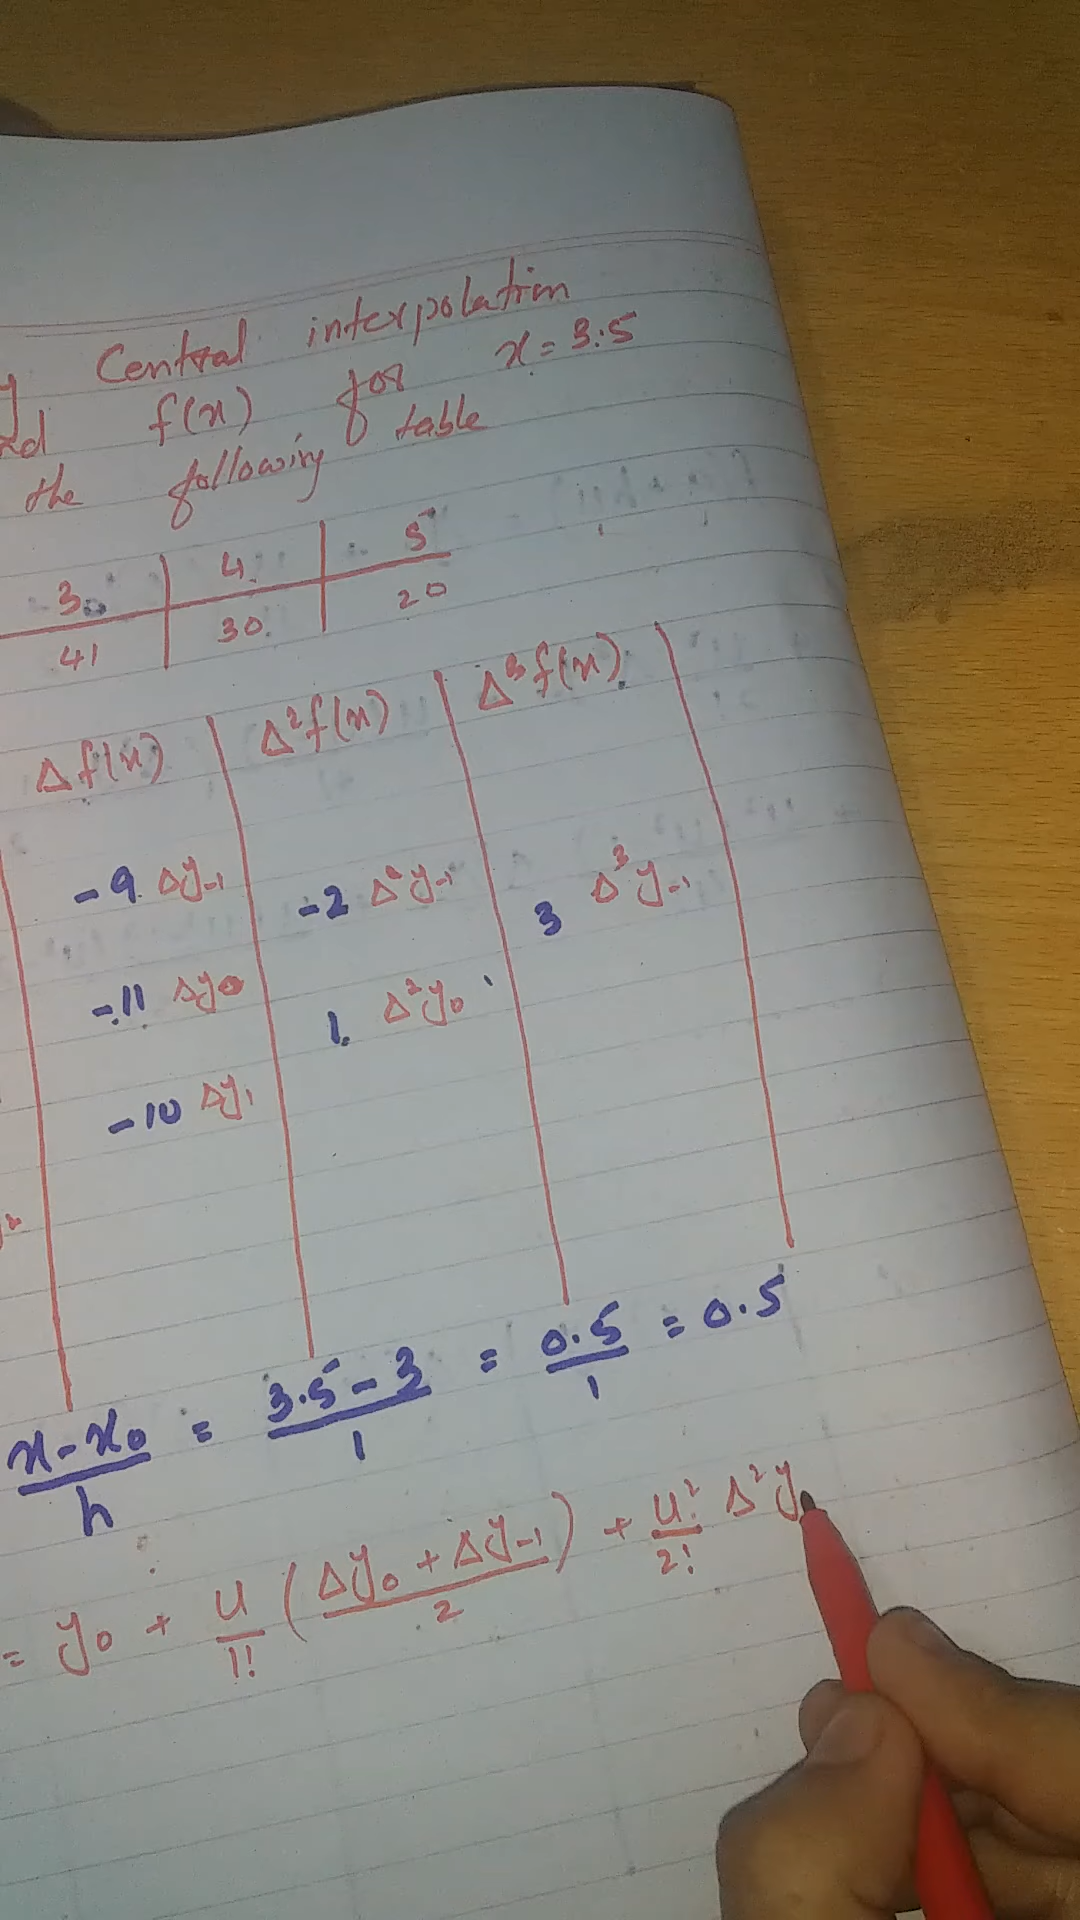 Central interpolation
f(x) for x = 3.5
the following table
3 4 5
41 30 20
Δf(x) Δ²f(x) Δ³f(x)
-9 Δy₋₁ -2 Δ²y₋₁ 3 Δ³y₋₁
-11 Δy₀ 1 Δ²y₀
-10 Δy₁
x-x₀/h = 3.5-3/1 = 0.5/1 = 0.5
= y₀ + u/1! (Δy₀ + Δy₋₁/2) + u²/2! Δ²y